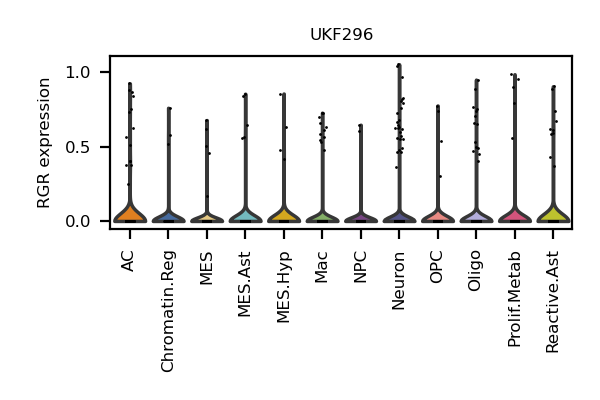 UKF296
RGR expression
1.0
0.5
0.0
AC
Chromatin.Reg
MES
MES.Ast
MES.Hyp
Mac
NPC
Neuron
OPC
Oligo
Prolif.Metab
Reactive.Ast